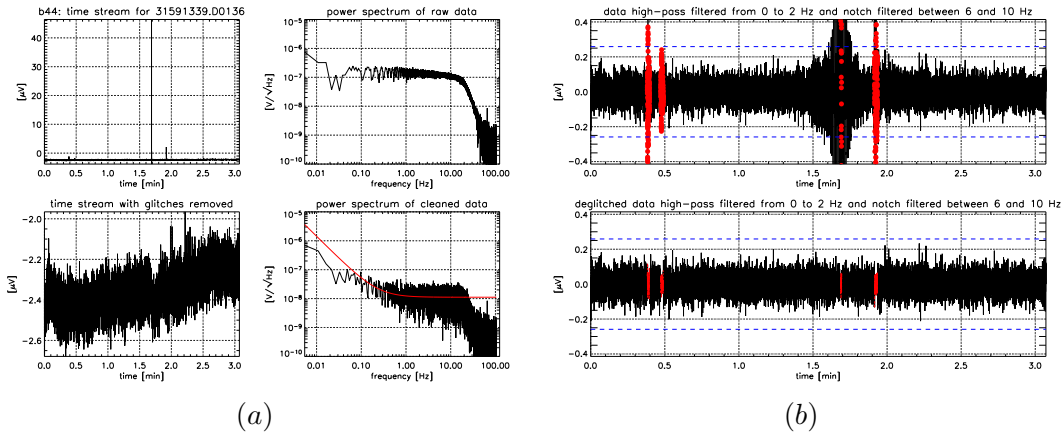 b44: time stream for 31591339.D0136
[μV]
40
30
20
10
0
0.0 0.5 1.0 1.5 2.0 2.5 3.0
time [min]
power spectrum of raw data
[V/√Hz]
10⁻⁵
10⁻⁶
10⁻⁷
10⁻⁸
10⁻⁹
10⁻¹⁰
0.01 0.10 1.00 10.00 100.00
frequency [Hz]
time stream with glitches removed
[μV]
-2.0
-2.2
-2.4
-2.6
0.0 0.5 1.0 1.5 2.0 2.5 3.0
time [min]
power spectrum of cleaned data
[V/√Hz]
10⁻⁵
10⁻⁶
10⁻⁷
10⁻⁸
10⁻⁹
10⁻¹⁰
0.01 0.10 1.00 10.00 100.00
frequency [Hz]
(a)
data high-pass filtered from 0 to 2 Hz and notch filtered between 6 and 10 Hz
[μV]
0.4
0.2
0.0
-0.2
-0.4
0.0 0.5 1.0 1.5 2.0 2.5 3.0
time [min]
deglitched data high-pass filtered from 0 to 2 Hz and notch filtered between 6 and 10 Hz
[μV]
0.4
0.2
0.0
-0.2
-0.4
0.0 0.5 1.0 1.5 2.0 2.5 3.0
time [min]
(b)